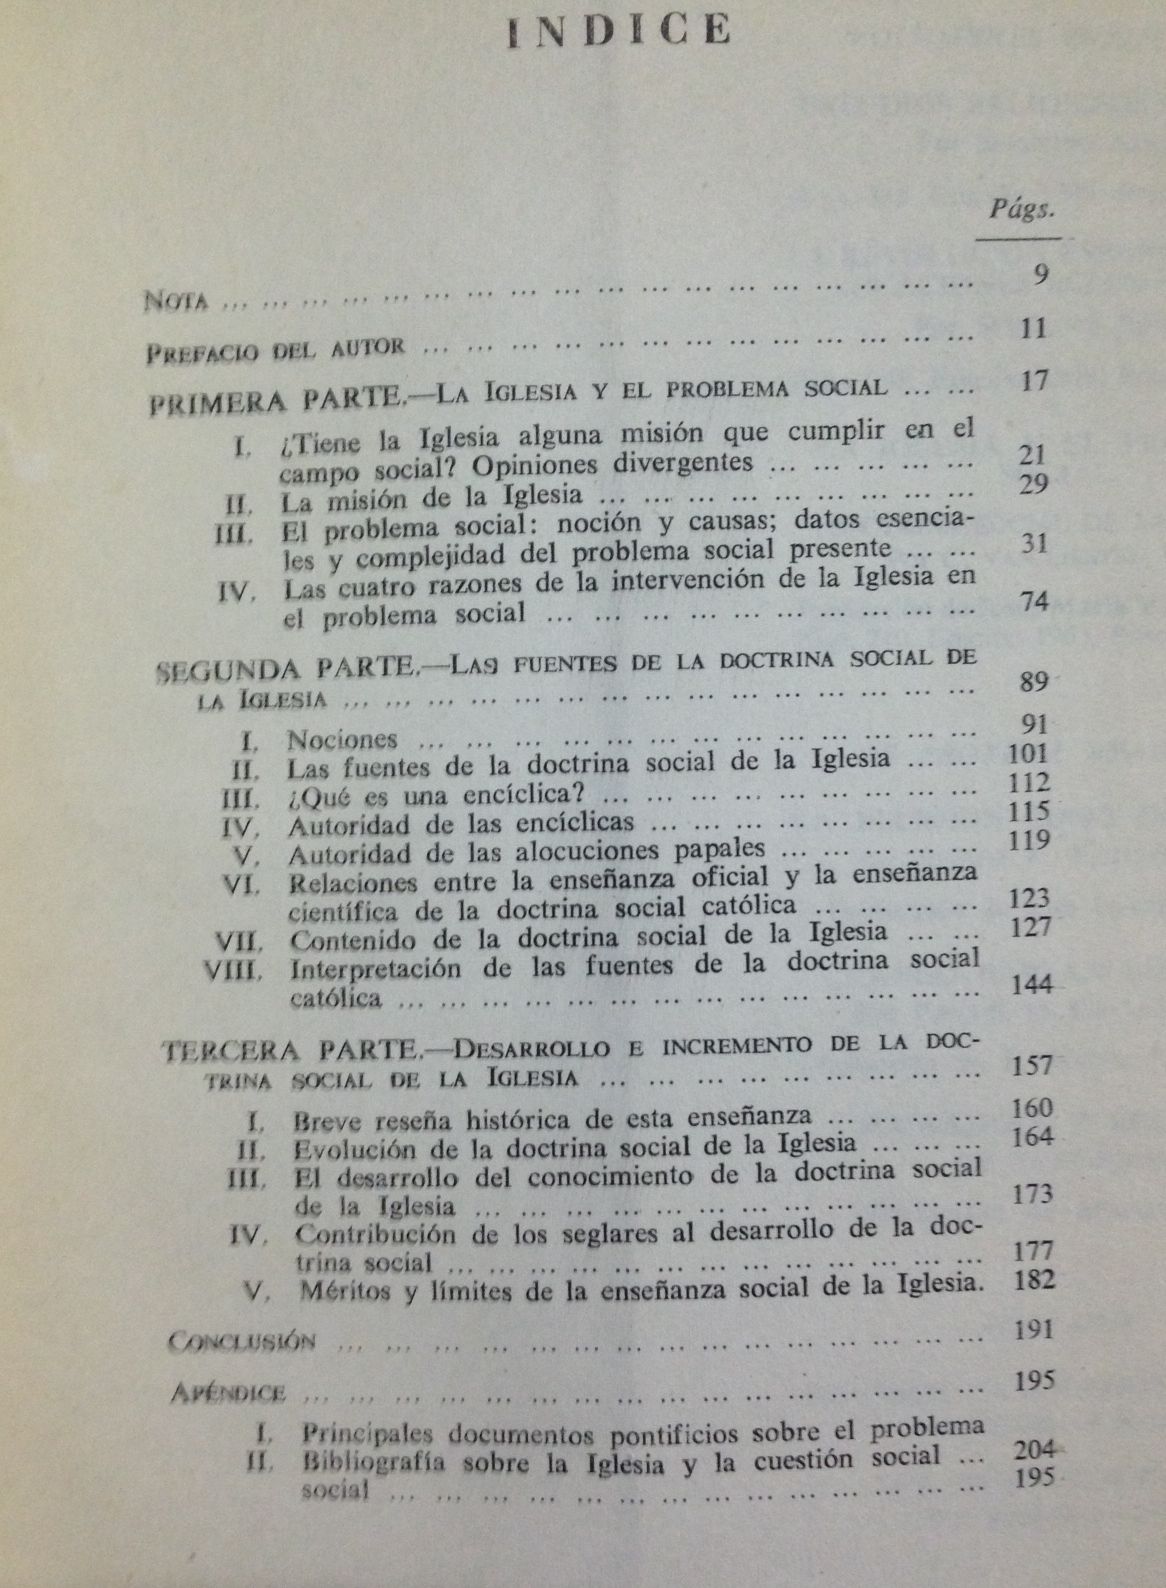 INDICE
Págs.
NOTA ... ... ... ... ... ... ... ... ... ... ... ... ... ... ... ... ... ... 9
PREFACIO DEL AUTOR ... ... ... ... ... ... ... ... ... ... ... ... ... 11
PRIMERA PARTE.—LA IGLESIA Y EL PROBLEMA SOCIAL ... ... 17
I. ¿Tiene la Iglesia alguna misión que cumplir en el
campo social? Opiniones divergentes ... ... ... ... ... 21
II. La misión de la Iglesia ... ... ... ... ... ... ... ... ... 29
III. El problema social: noción y causas; datos esencia-
les y complejidad del problema social presente ... ... 31
IV. Las cuatro razones de la intervención de la Iglesia en
el problema social ... ... ... ... ... ... ... ... ... ... 74
SEGUNDA PARTE.—LAS FUENTES DE LA DOCTRINA SOCIAL DE
LA IGLESIA ... ... ... ... ... ... ... ... ... ... ... ... ... ... ... 89
I. Nociones ... ... ... ... ... ... ... ... ... ... ... ... ... 91
II. Las fuentes de la doctrina social de la Iglesia ... ... 101
III. ¿Qué es una encíclica? ... ... ... ... ... ... ... ... ... 112
IV. Autoridad de las encíclicas ... ... ... ... ... ... ... ... 115
V. Autoridad de las alocuciones papales ... ... ... ... ... 119
VI. Relaciones entre la enseñanza oficial y la enseñanza
científica de la doctrina social católica ... ... ... ... 123
VII. Contenido de la doctrina social de la Iglesia ... ... 127
VIII. Interpretación de las fuentes de la doctrina social
católica ... ... ... ... ... ... ... ... ... ... ... ... ... ... 144
TERCERA PARTE.—DESARROLLO E INCREMENTO DE LA DOC-
TRINA SOCIAL DE LA IGLESIA ... ... ... ... ... ... ... ... ... 157
I. Breve reseña histórica de esta enseñanza ... ... ... ... 160
II. Evolución de la doctrina social de la Iglesia ... ... ... 164
III. El desarrollo del conocimiento de la doctrina social
de la Iglesia ... ... ... ... ... ... ... ... ... ... ... ... 173
IV. Contribución de los seglares al desarrollo de la doc-
trina social ... ... ... ... ... ... ... ... ... ... ... ... ... 177
V. Méritos y límites de la enseñanza social de la Iglesia. 182
CONCLUSIÓN ... ... ... ... ... ... ... ... ... ... ... ... ... ... 191
APÉNDICE ... ... ... ... ... ... ... ... ... ... ... ... ... ... ... ... 195
I. Principales documentos pontificios sobre el problema
II. Bibliografía sobre la Iglesia y la cuestión social ... 204
social ... ... ... ... ... ... ... ... ... ... ... ... ... ... 195